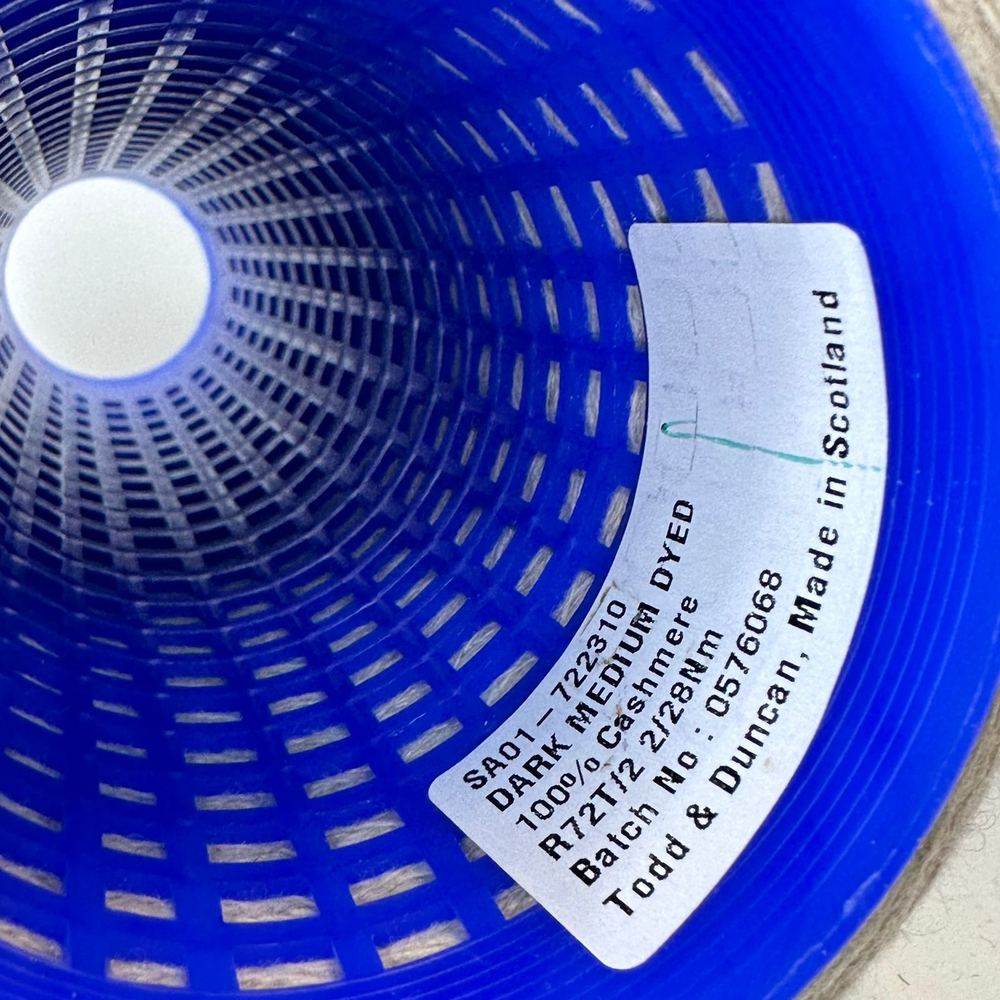 SA01-722310
DARK MEDIUM DYED
100% Cashmere
R72T/2 2/28Nm
Batch No : 0576068
Todd & Duncan, Made in Scotland